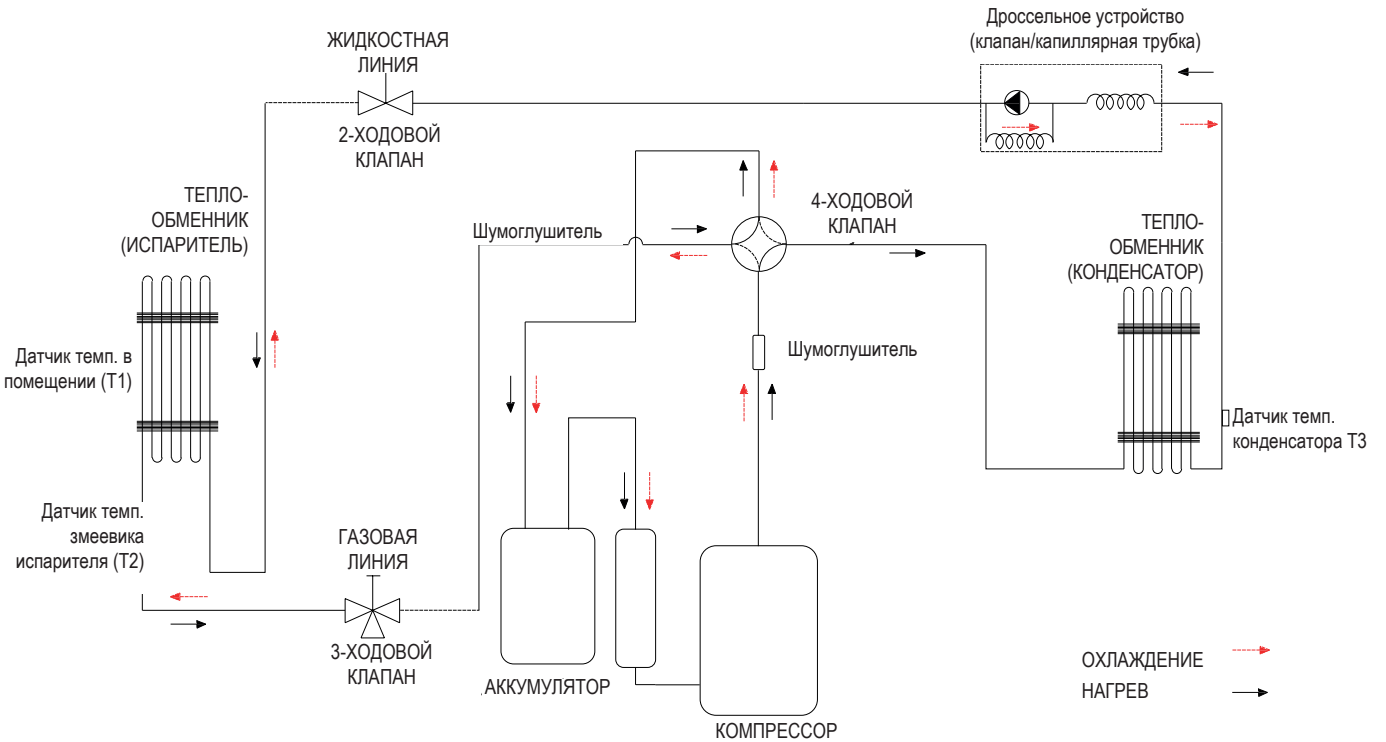 Дроссельное устройство
(клапан/капиллярная трубка)
ЖИДКОСТНАЯ
ЛИНИЯ
2-ХОДОВОЙ
КЛАПАН
ТЕПЛО-
ОБМЕННИК
(ИСПАРИТЕЛЬ)
4-ХОДОВОЙ
КЛАПАН
Шумоглушитель
ТЕПЛО-
ОБМЕННИК
(КОНДЕНСАТОР)
Датчик темп. в
помещении (T1)
Шумоглушитель
Датчик темп.
конденсатора T3
Датчик темп.
змеевика
испарителя (T2)
ГАЗОВАЯ
ЛИНИЯ
3-ХОДОВОЙ
КЛАПАН
АККУМУЛЯТОР
КОМПРЕССОР
ОХЛАЖДЕНИЕ
НАГРЕВ